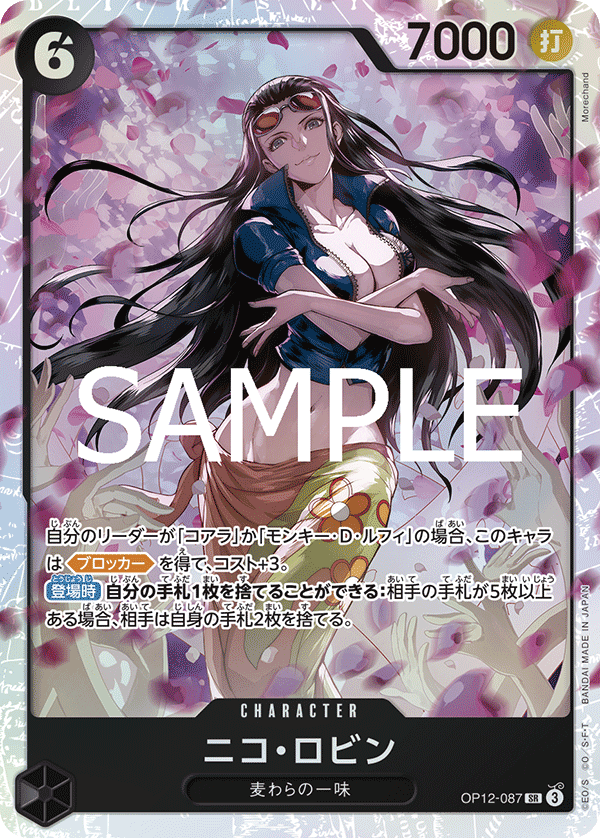 6
7000
打
Morechand
SAMPLE
自分のリーダーが「コアラ」か「モンキー・D・ルフィ」の場合、このキャラ
は ブロッカー を得て、コスト+3。
登場時 自分の手札1枚を捨てることができる:相手の手札が5枚以上
ある場合、相手は自身の手札2枚を捨てる。
CHARACTER
ニコ・ロビン
麦わらの一味
OP12-087 SR 3
©E.O/S ©O/S・F・T BANDAI MADE IN JAPAN